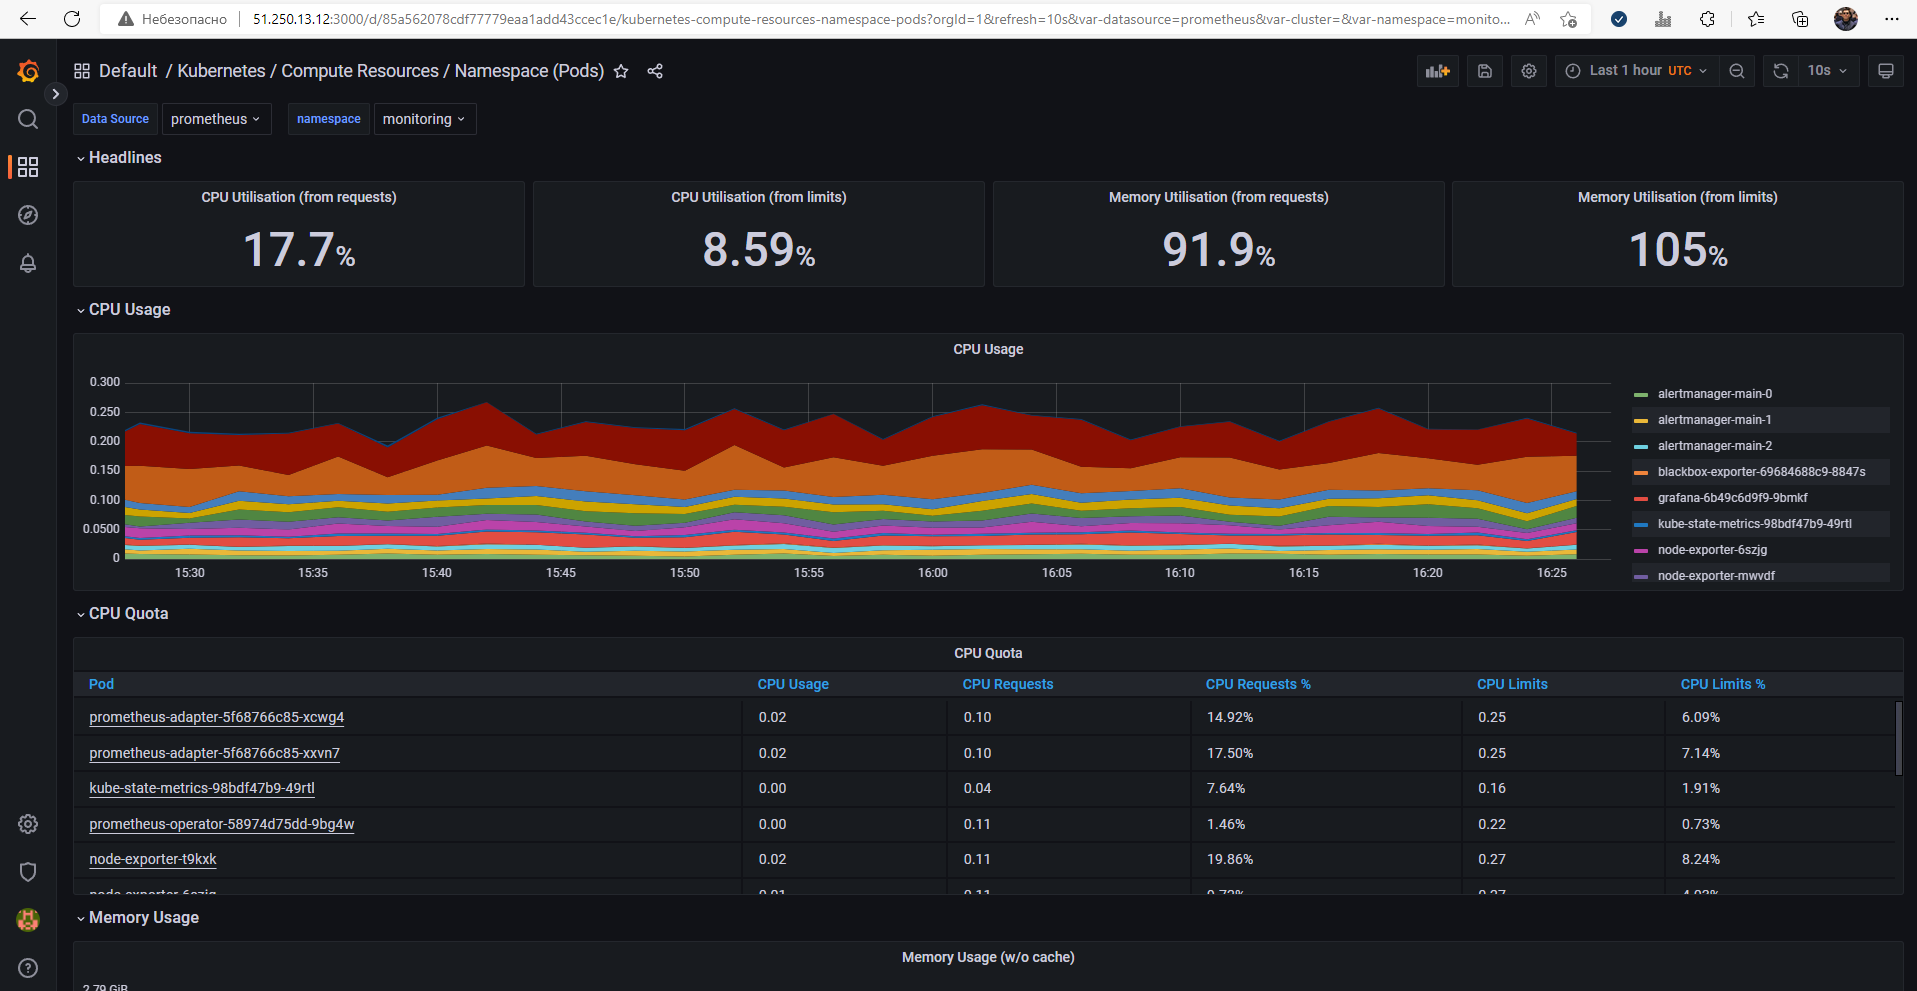 Небезопасно 51.250.13.12:3000/d/85a562078cdf77779eaa1add43ccec1e/kubernetes-compute-resources-namespace-pods?orgId=1&refresh=10s&var-datasource=prometheus&var-cluster=&var-namespace=monito...
Default / Kubernetes / Compute Resources / Namespace (Pods)
Last 1 hour UTC
10s
Data Source prometheus namespace monitoring
Headlines
CPU Utilisation (from requests)
17.7%
CPU Utilisation (from limits)
8.59%
Memory Utilisation (from requests)
91.9%
Memory Utilisation (from limits)
105%
CPU Usage
CPU Usage
0.300
0.250
0.200
0.150
0.100
0.0500
0
15:30 15:35 15:40 15:45 15:50 15:55 16:00 16:05 16:10 16:15 16:20 16:25
alertmanager-main-0
alertmanager-main-1
alertmanager-main-2
blackbox-exporter-69684688c9-8847s
grafana-6b49c6d9f9-9bmkf
kube-state-metrics-98bdf47b9-49rtl
node-exporter-6szjg
node-exporter-mwvdf
CPU Quota
CPU Quota
Pod CPU Usage CPU Requests CPU Requests % CPU Limits CPU Limits %
prometheus-adapter-5f68766c85-xcwg4 0.02 0.10 14.92% 0.25 6.09%
prometheus-adapter-5f68766c85-xxvn7 0.02 0.10 17.50% 0.25 7.14%
kube-state-metrics-98bdf47b9-49rtl 0.00 0.04 7.64% 0.16 1.91%
prometheus-operator-58974d75dd-9bg4w 0.00 0.11 1.46% 0.22 0.73%
node-exporter-t9kxk 0.02 0.11 19.86% 0.27 8.24%
Memory Usage
Memory Usage (w/o cache)
2.79 GiB